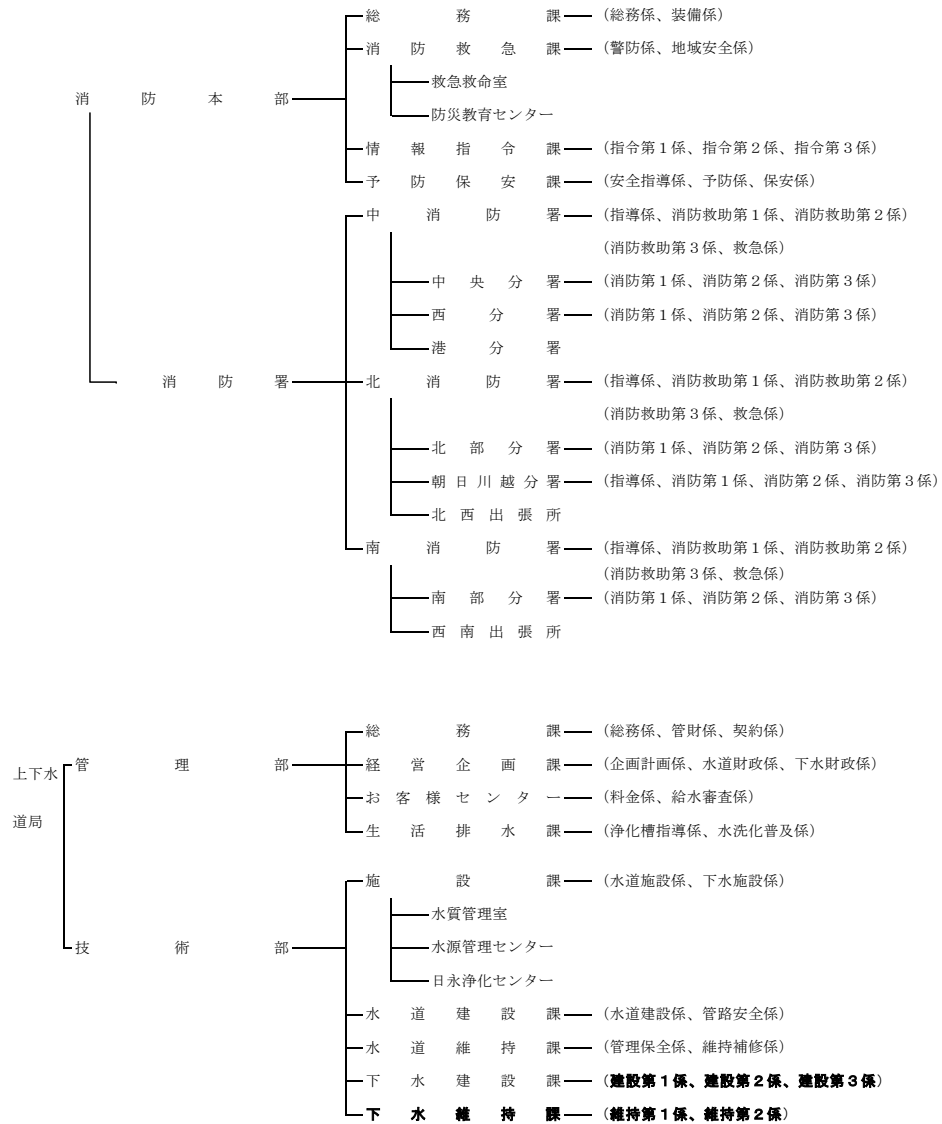 総務課 (総務係、装備係)
消防救急課 (警防係、地域安全係)
救急救命室
消防本部
防災教育センター
情報指令課 (指令第1係、指令第2係、指令第3係)
予防保安課 (安全指導係、予防係、保安係)
中消防署 (指導係、消防救助第1係、消防救助第2係)
(消防救助第3係、救急係)
中央分署 (消防第1係、消防第2係、消防第3係)
西分署 (消防第1係、消防第2係、消防第3係)
港分署
消防署
北消防署 (指導係、消防救助第1係、消防救助第2係)
(消防救助第3係、救急係)
北部分署 (消防第1係、消防第2係、消防第3係)
朝日川越分署 (指導係、消防第1係、消防第2係、消防第3係)
北西出張所
南消防署 (指導係、消防救助第1係、消防救助第2係)
(消防救助第3係、救急係)
南部分署 (消防第1係、消防第2係、消防第3係)
西南出張所
上下水
道局
管理部
総務課 (総務係、管財係、契約係)
経営企画課 (企画計画係、水道財政係、下水財政係)
お客様センター (料金係、給水審査係)
生活排水課 (浄化槽指導係、水洗化普及係)
技術部
施設課 (水道施設係、下水施設係)
水質管理室
水源管理センター
日永浄化センター
水道建設課 (水道建設係、管路安全係)
水道維持課 (管理保全係、維持補修係)
下水建設課 (建設第1係、建設第2係、建設第3係)
下水維持課 (維持第1係、維持第2係)